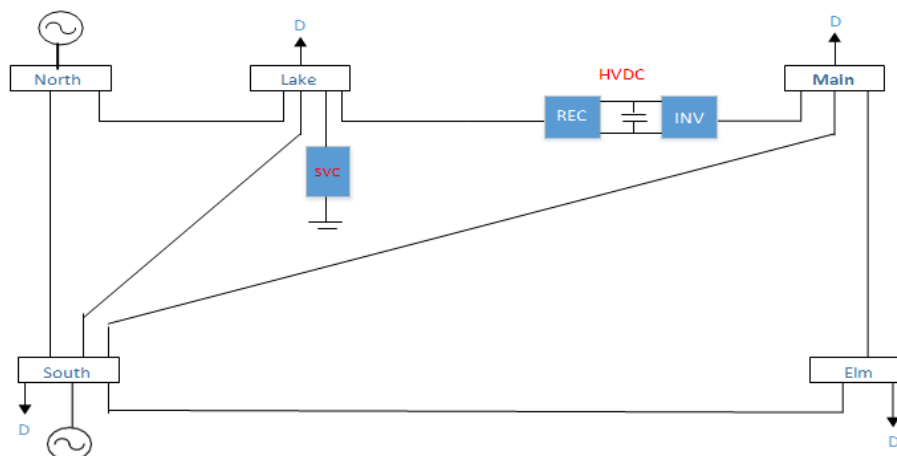 D
D
HVDC
North
Lake
Main
REC
INV
SVC
South
Elm
D
D